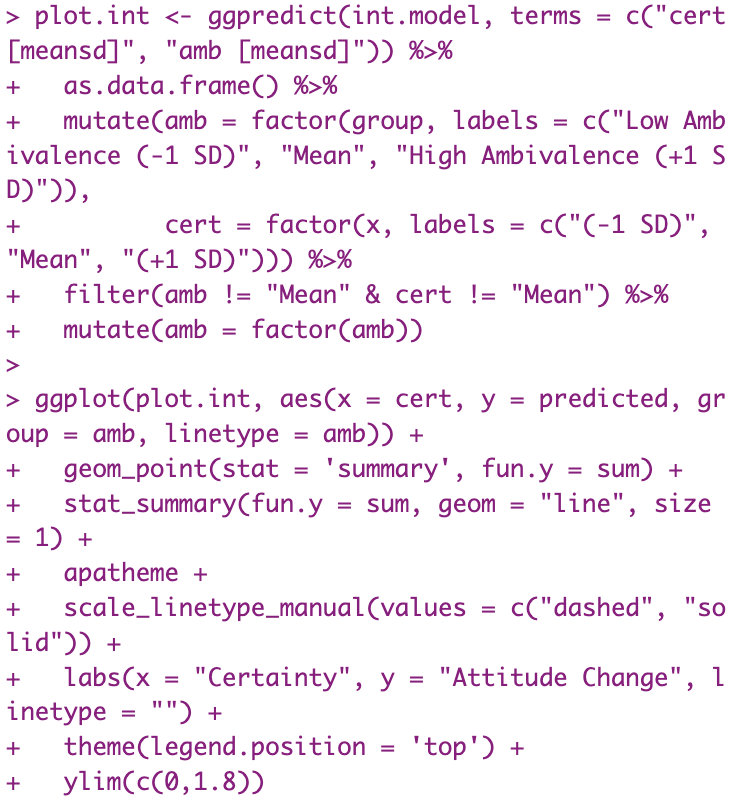 > plot.int <- ggpredict(int.model, terms = c("cert
[meansd]", "amb [meansd]")) %>%
+   as.data.frame() %>%
+   mutate(amb = factor(group, labels = c("Low Amb
ivalence (-1 SD)", "Mean", "High Ambivalence (+1 S
D)")),
+          cert = factor(x, labels = c("(-1 SD)",
"Mean", "(+1 SD)"))) %>%
+   filter(amb != "Mean" & cert != "Mean") %>%
+   mutate(amb = factor(amb))
>
> ggplot(plot.int, aes(x = cert, y = predicted, gr
oup = amb, linetype = amb)) +
+   geom_point(stat = 'summary', fun.y = sum) +
+   stat_summary(fun.y = sum, geom = "line", size
= 1) +
+   apatheme +
+   scale_linetype_manual(values = c("dashed", "so
lid")) +
+   labs(x = "Certainty", y = "Attitude Change", l
inetype = "") +
+   theme(legend.position = 'top') +
+   ylim(c(0,1.8))